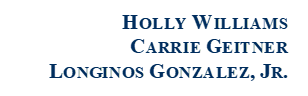 HOLLY WILLIAMS
CARRIE GEITNER
LONGINOS GONZALEZ, JR.